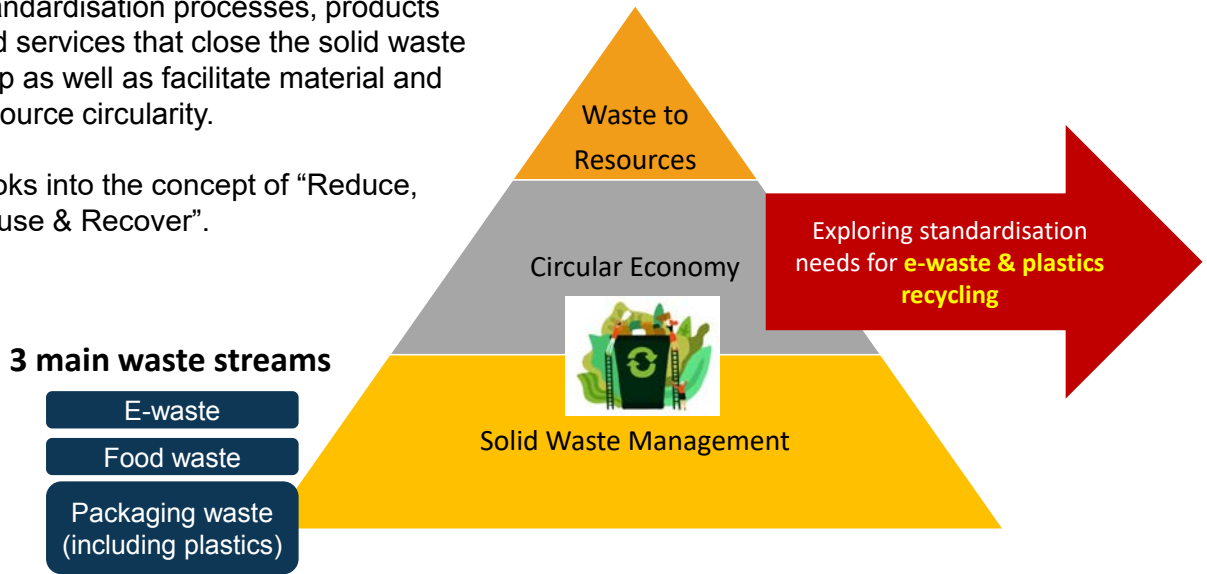 andardisation processes, products
d services that close the solid waste
p as well as facilitate material and
source circularity.
oks into the concept of “Reduce,
use & Recover”.
Waste to
Resources
Circular Economy
Exploring standardisation
needs for e-waste & plastics
recycling
3 main waste streams
E-waste
Food waste
Packaging waste
(including plastics)
Solid Waste Management